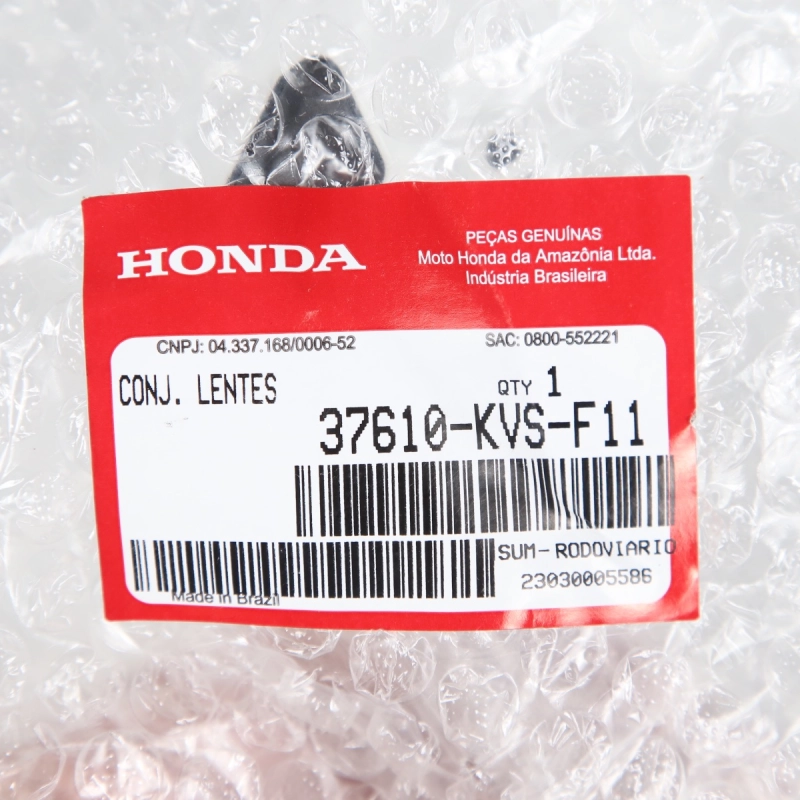 HONDA
PEÇAS GENUÍNAS
Moto Honda da Amazônia Ltda.
Indústria Brasileira
CNPJ: 04.337.168/0006-52
SAC: 0800-552221
CONJ. LENTES
QTY 1
37610-KVS-F11
SUM-RODOVIARIO
23030005586
Made in Brazil